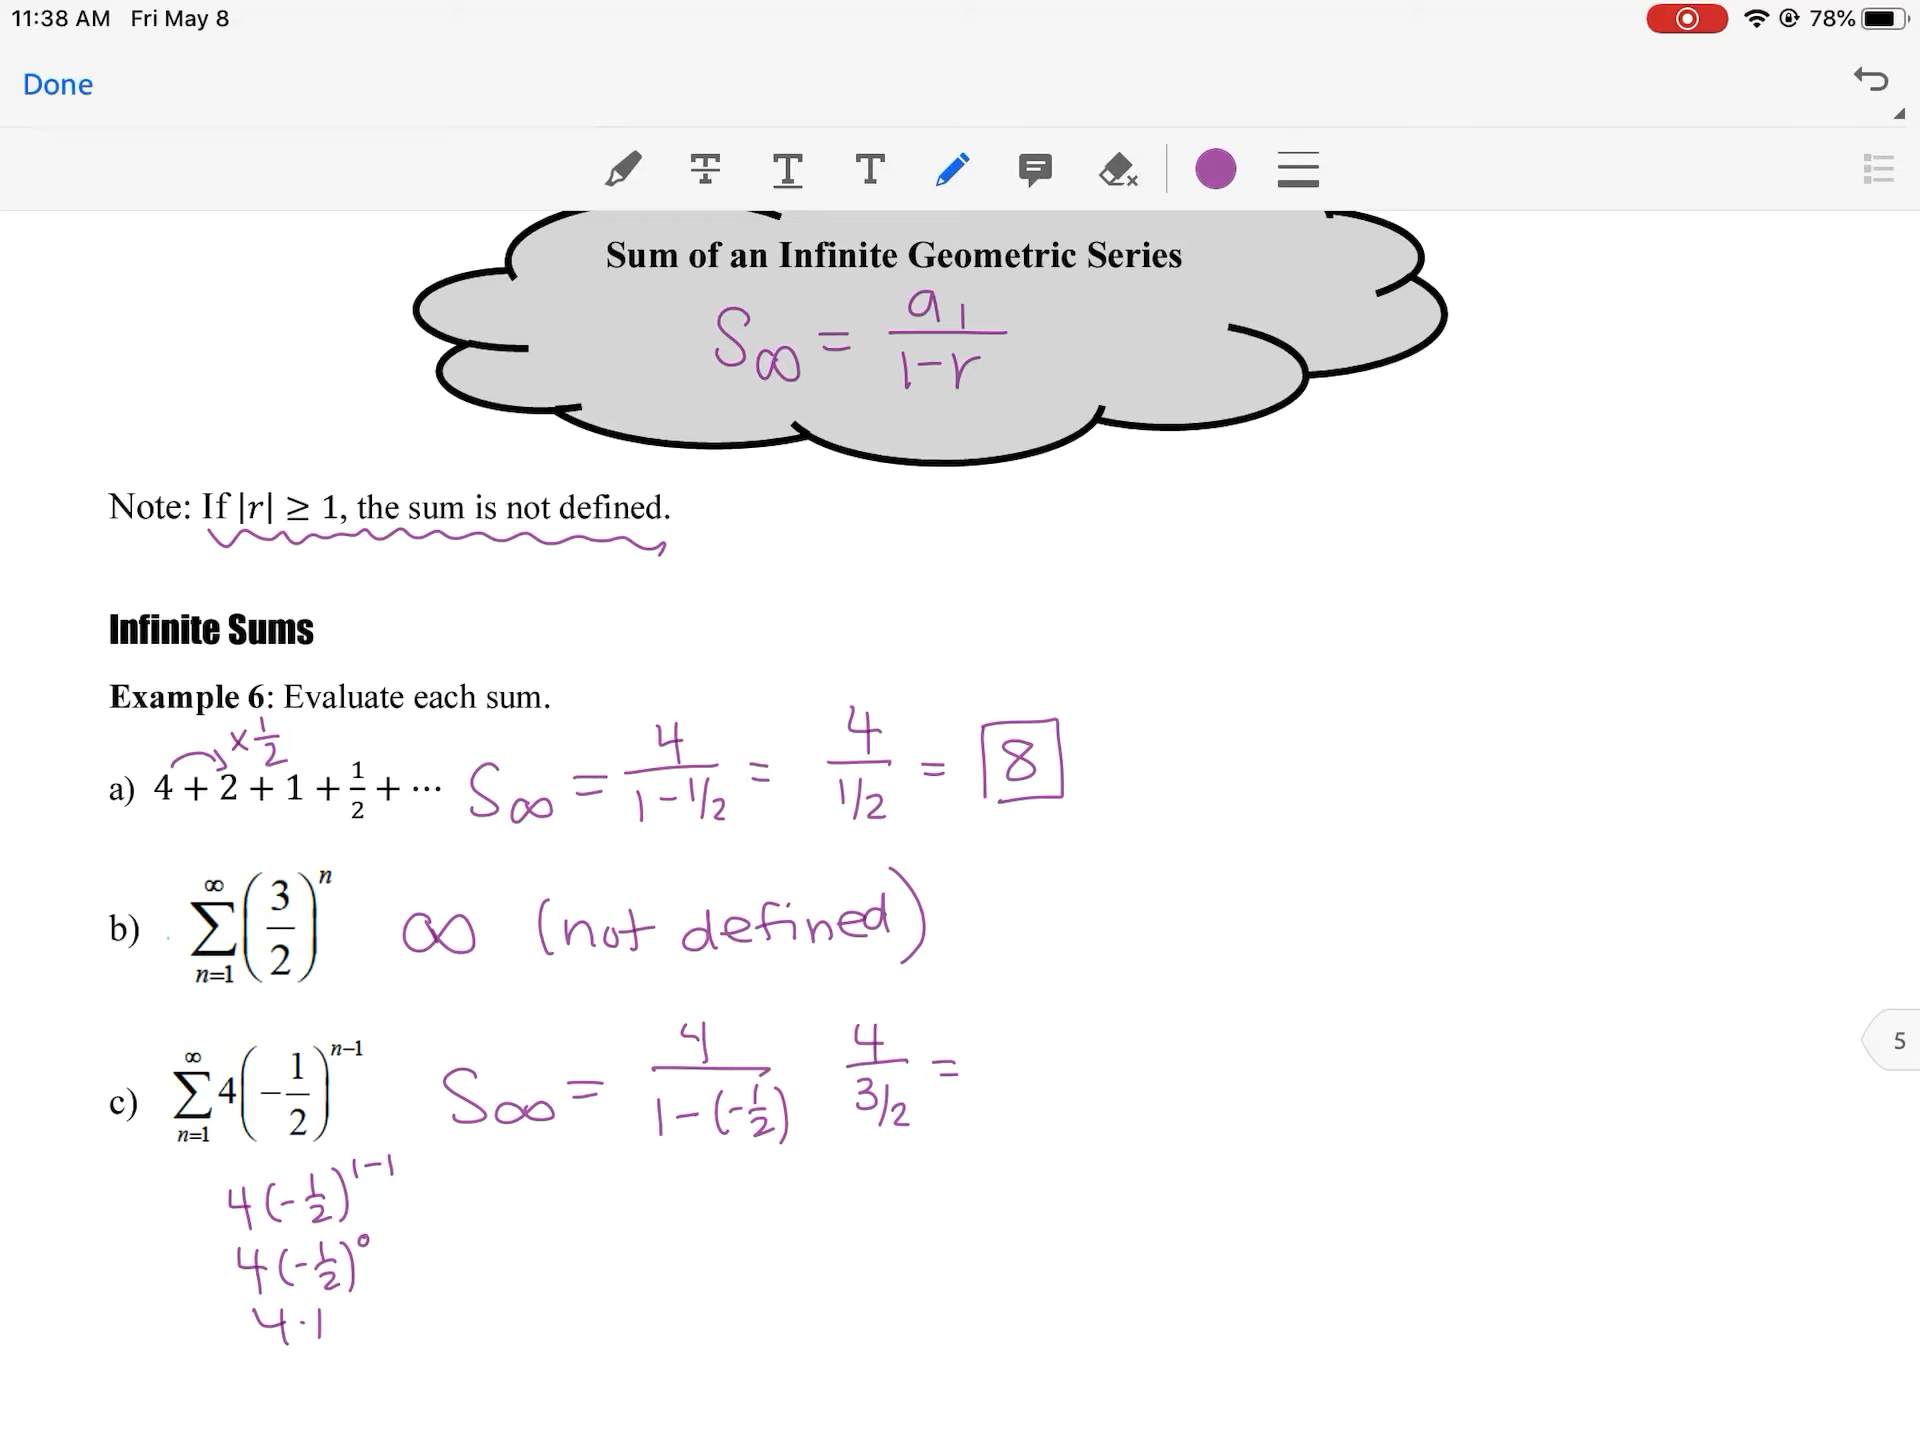 11:38 AM Fri May 8 78%
Done
Sum of an Infinite Geometric Series
S∞ = a₁/(1-r)
Note: If |r| ≥ 1, the sum is not defined.
Infinite Sums
Example 6: Evaluate each sum.
×1/2
a) 4 + 2 + 1 + 1/2 + ⋯ S∞ = 4/(1-1/2) = 4/(1/2) = 8
b) ∑_{n=1}^{∞} (3/2)^n ∞ (not defined)
c) ∑_{n=1}^{∞} 4(-1/2)^{n-1} S∞ = 4/(1-(-1/2)) 4/(3/2) =
4(-1/2)^{1-1}
4(-1/2)^0
4·1
5